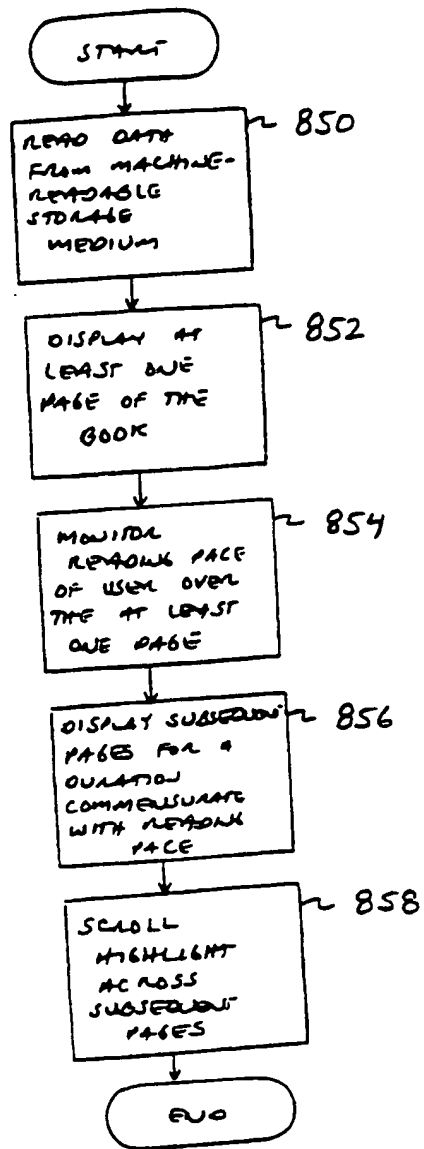 START
READ DATA
FROM MACHINE-
READABLE
STORAGE
MEDIUM
850
DISPLAY AT
LEAST ONE
PAGE OF THE
BOOK
852
MONITOR
READING PACE
OF USER OVER
THE AT LEAST
ONE PAGE
854
DISPLAY SUBSEQUENT
PAGES FOR A
DURATION
COMMENSURATE
WITH READING
PACE
856
SCROLL
HIGHLIGHT
ACROSS
SUBSEQUENT
PAGES
858
END